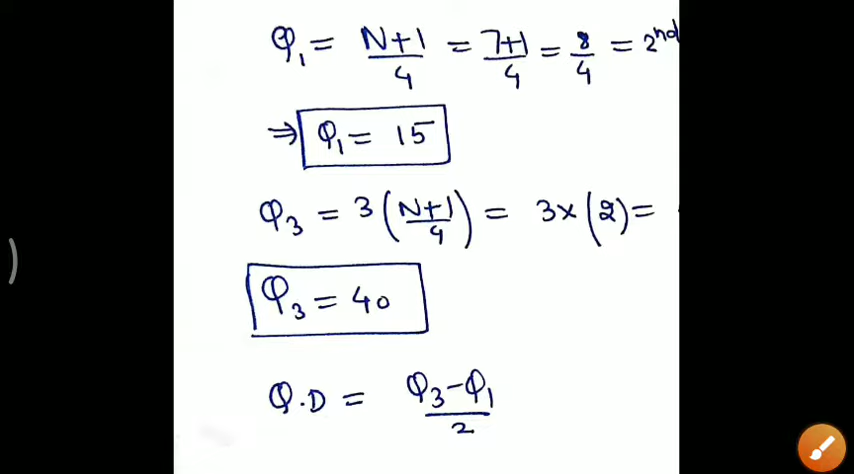 Q₁ = N+1/4 = 7+1/4 = 8/4 = 2nd
⇒ Q₁ = 15
Q₃ = 3(N+1/4) = 3×(2) =
Q₃ = 40
Q.D = Q₃-Q₁/2